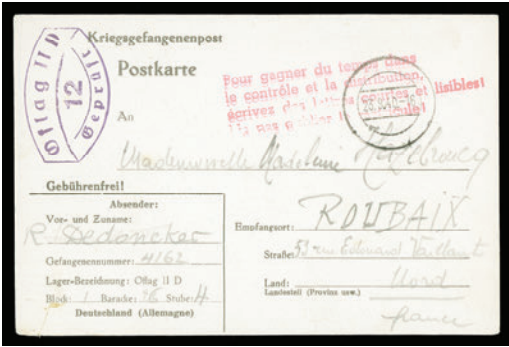 Kriegsgefangenenpost
Postkarte
Oflag II D
12
Geprüft
Pour gagner du temps dans
le contrôle et la distribution,
écrivez des lettres courtes et lisibles!
An
Mademoiselle Madeleine
Gebührenfrei!
Absender:
Vor- und Zuname:
R. Dedoncker
Gefangenennummer: 4162
Lager-Bezeichnung: Oflag II D
Block: 1 Baracke: Stube: 4
Deutschland (Allemagne)
Empfangsort: ROUBAIX
Straße: 53 rue Edouard Vaillant
Land: Nord
Landesteil (Provinz usw.)
france